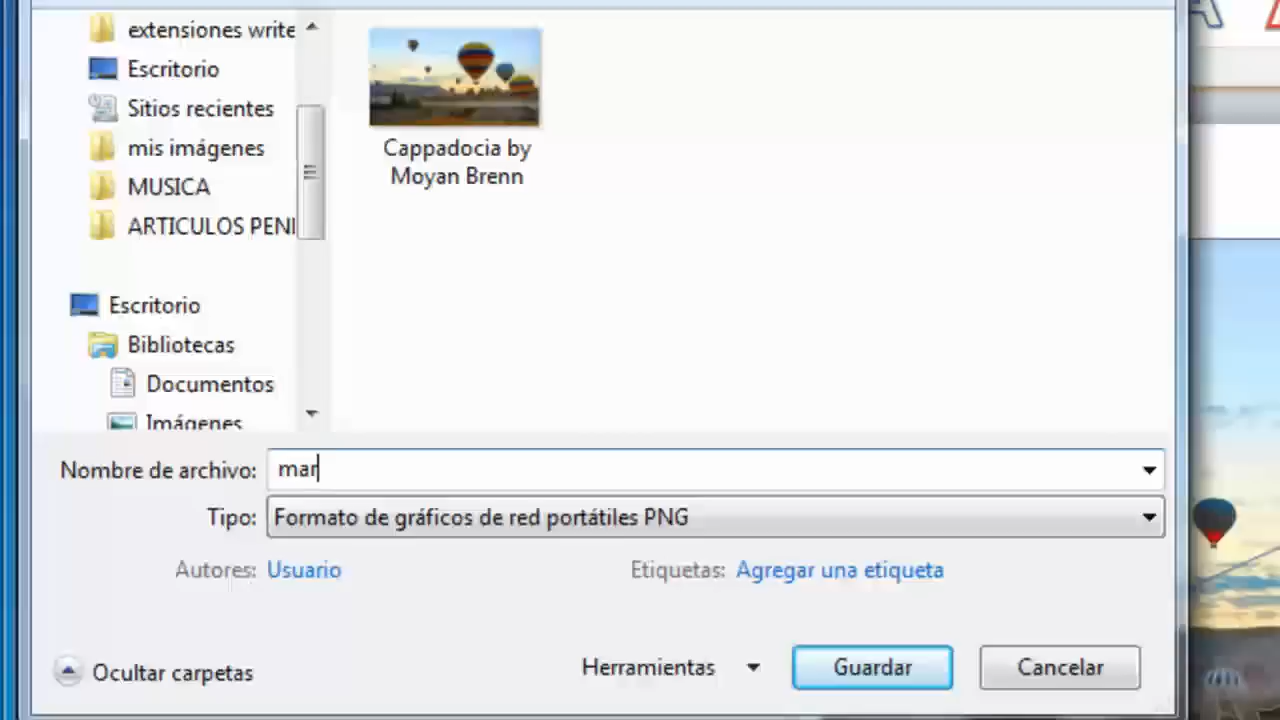 extensiones write
Escritorio
Sitios recientes
mis imágenes
MUSICA
ARTICULOS PENI
Escritorio
Bibliotecas
Documentos
Imágenes
Cappadocia by
Moyan Brenn
Nombre de archivo: mar
Tipo: Formato de gráficos de red portátiles PNG
Autores: Usuario Etiquetas: Agregar una etiqueta
Ocultar carpetas Herramientas Guardar Cancelar